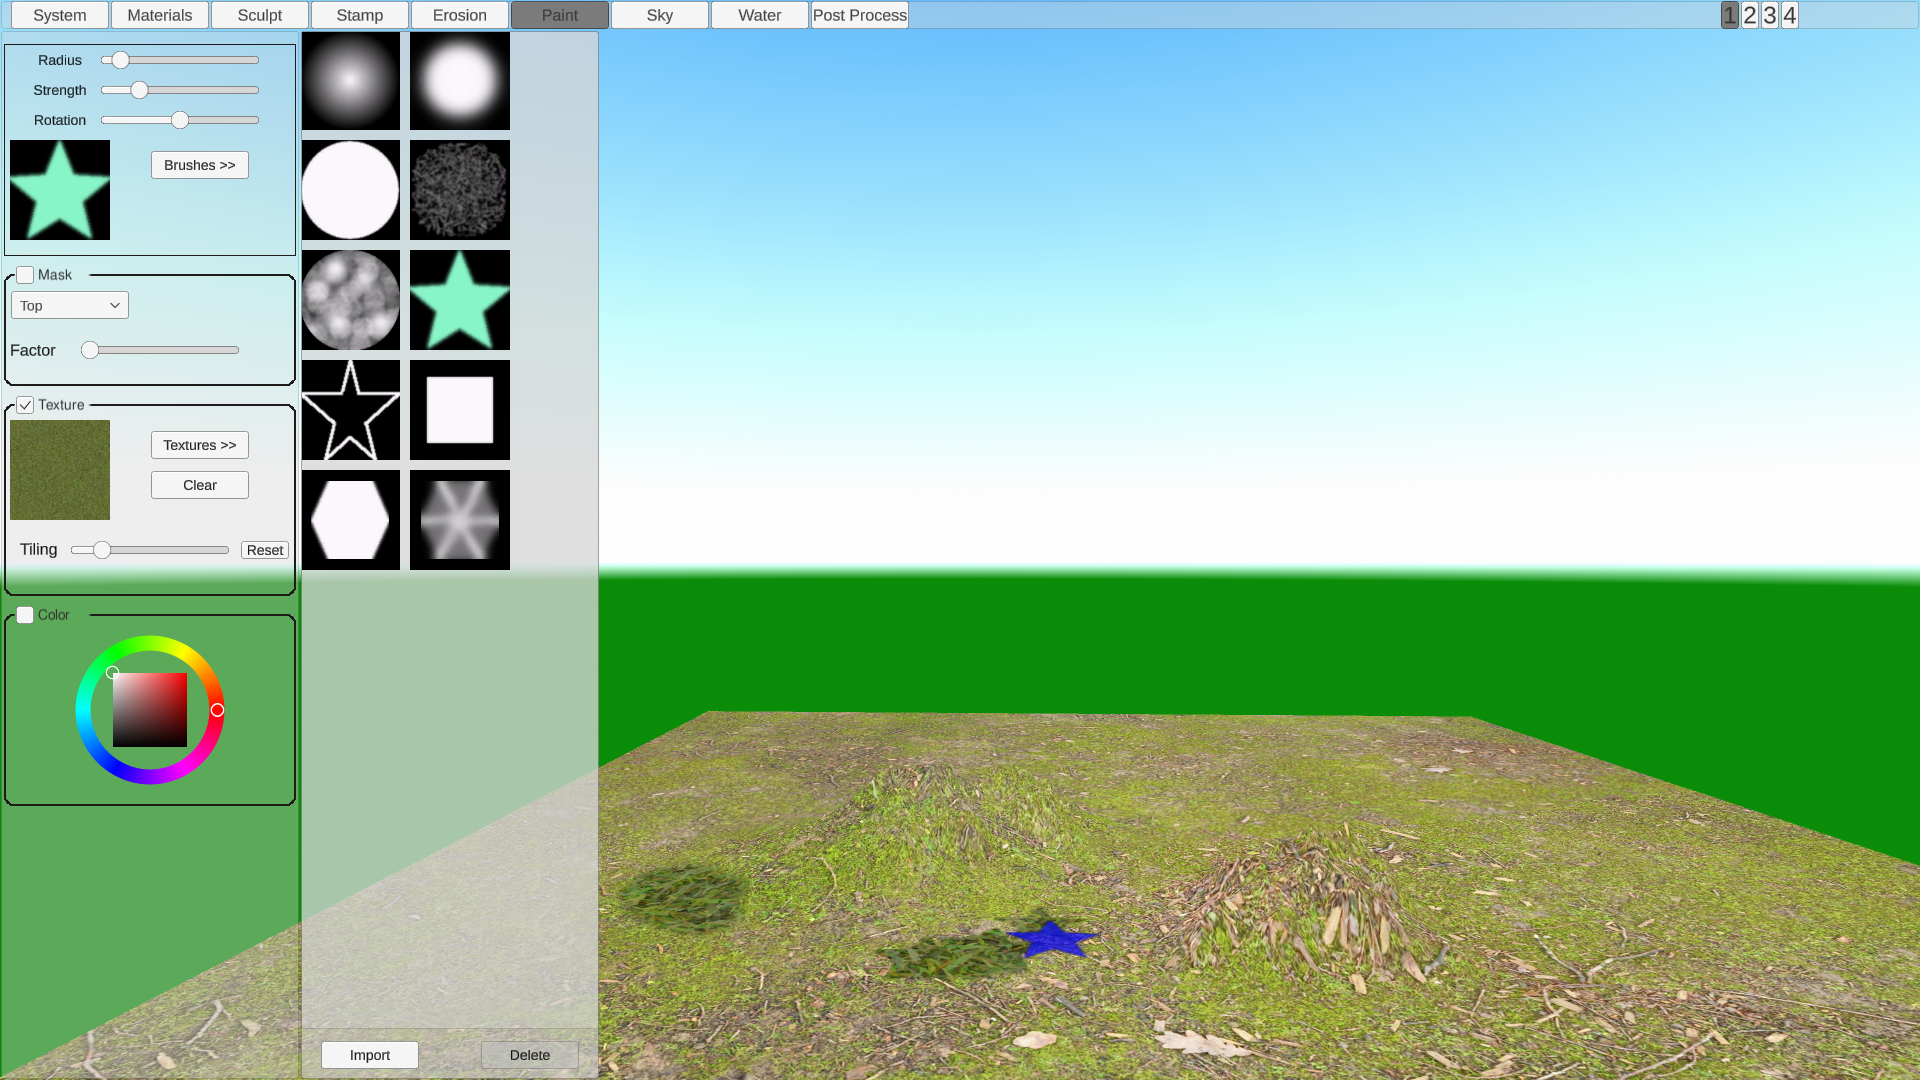 System Materials Sculpt Stamp Erosion Paint Sky Water Post Process 1 2 3 4
Radius
Strength
Rotation
Brushes >>
Mask
Top
Factor
Texture
Textures >>
Clear
Tiling Reset
Color
Import Delete